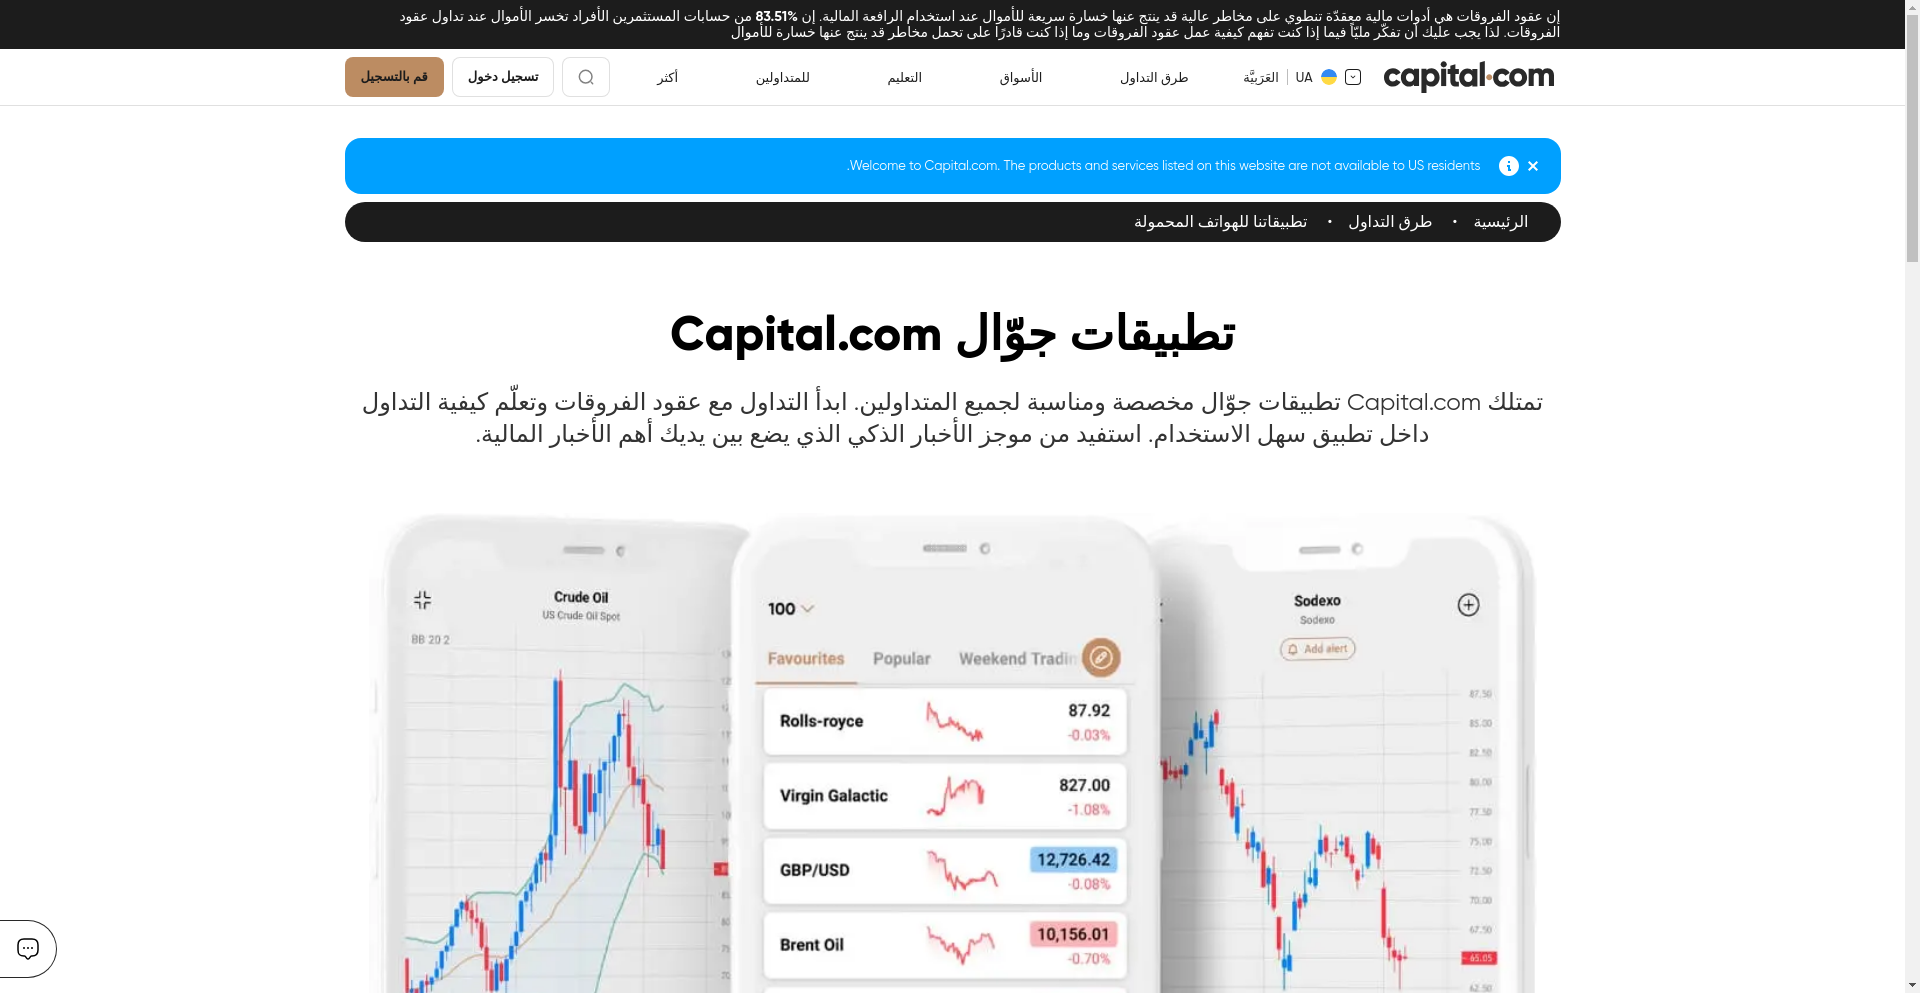 إن عقود الفروقات هي أدوات مالية معقدّة تنطوي على مخاطر عالية قد ينتج عنها خسارة سريعة للأموال عند استخدام الرافعة المالية. إن 83.51% من حسابات المستثمرين الأفراد تخسر الأموال عند تداول عقود
الفروقات. لذا يجب عليك أن تفكّر مليّاً فيما إذا كنت تفهم كيفية عمل عقود الفروقات وما إذا كنت قادرًا على تحمل مخاطر قد ينتج عنها خسارة للأموال
capital.com
UA
العَرَبِيَّة
طرق التداول
الأسواق
التعليم
للمتداولين
أكثر
تسجيل دخول
قم بالتسجيل
Welcome to Capital.com. The products and services listed on this website are not available to US residents.
الرئيسية • طرق التداول • تطبيقاتنا للهواتف المحمولة
تطبيقات جوّال Capital.com
تمتلك Capital.com تطبيقات جوّال مخصصة ومناسبة لجميع المتداولين. ابدأ التداول مع عقود الفروقات وتعلّم كيفية التداول
داخل تطبيق سهل الاستخدام. استفيد من موجز الأخبار الذكي الذي يضع بين يديك أهم الأخبار المالية.
Crude Oil
US Crude Oil Spot
BB 20 2
100
Favourites Popular Weekend Tradin
Rolls-royce 87.92
-0.03%
Virgin Galactic 827.00
-1.08%
GBP/USD 12,726.42
-0.08%
Brent Oil 10,156.01
-0.70%
Sodexo
Sodexo
Add alert
87.50
85.00
82.50
80.00
77.50
75.00
72.50
70.00
67.50
65.05
62.50